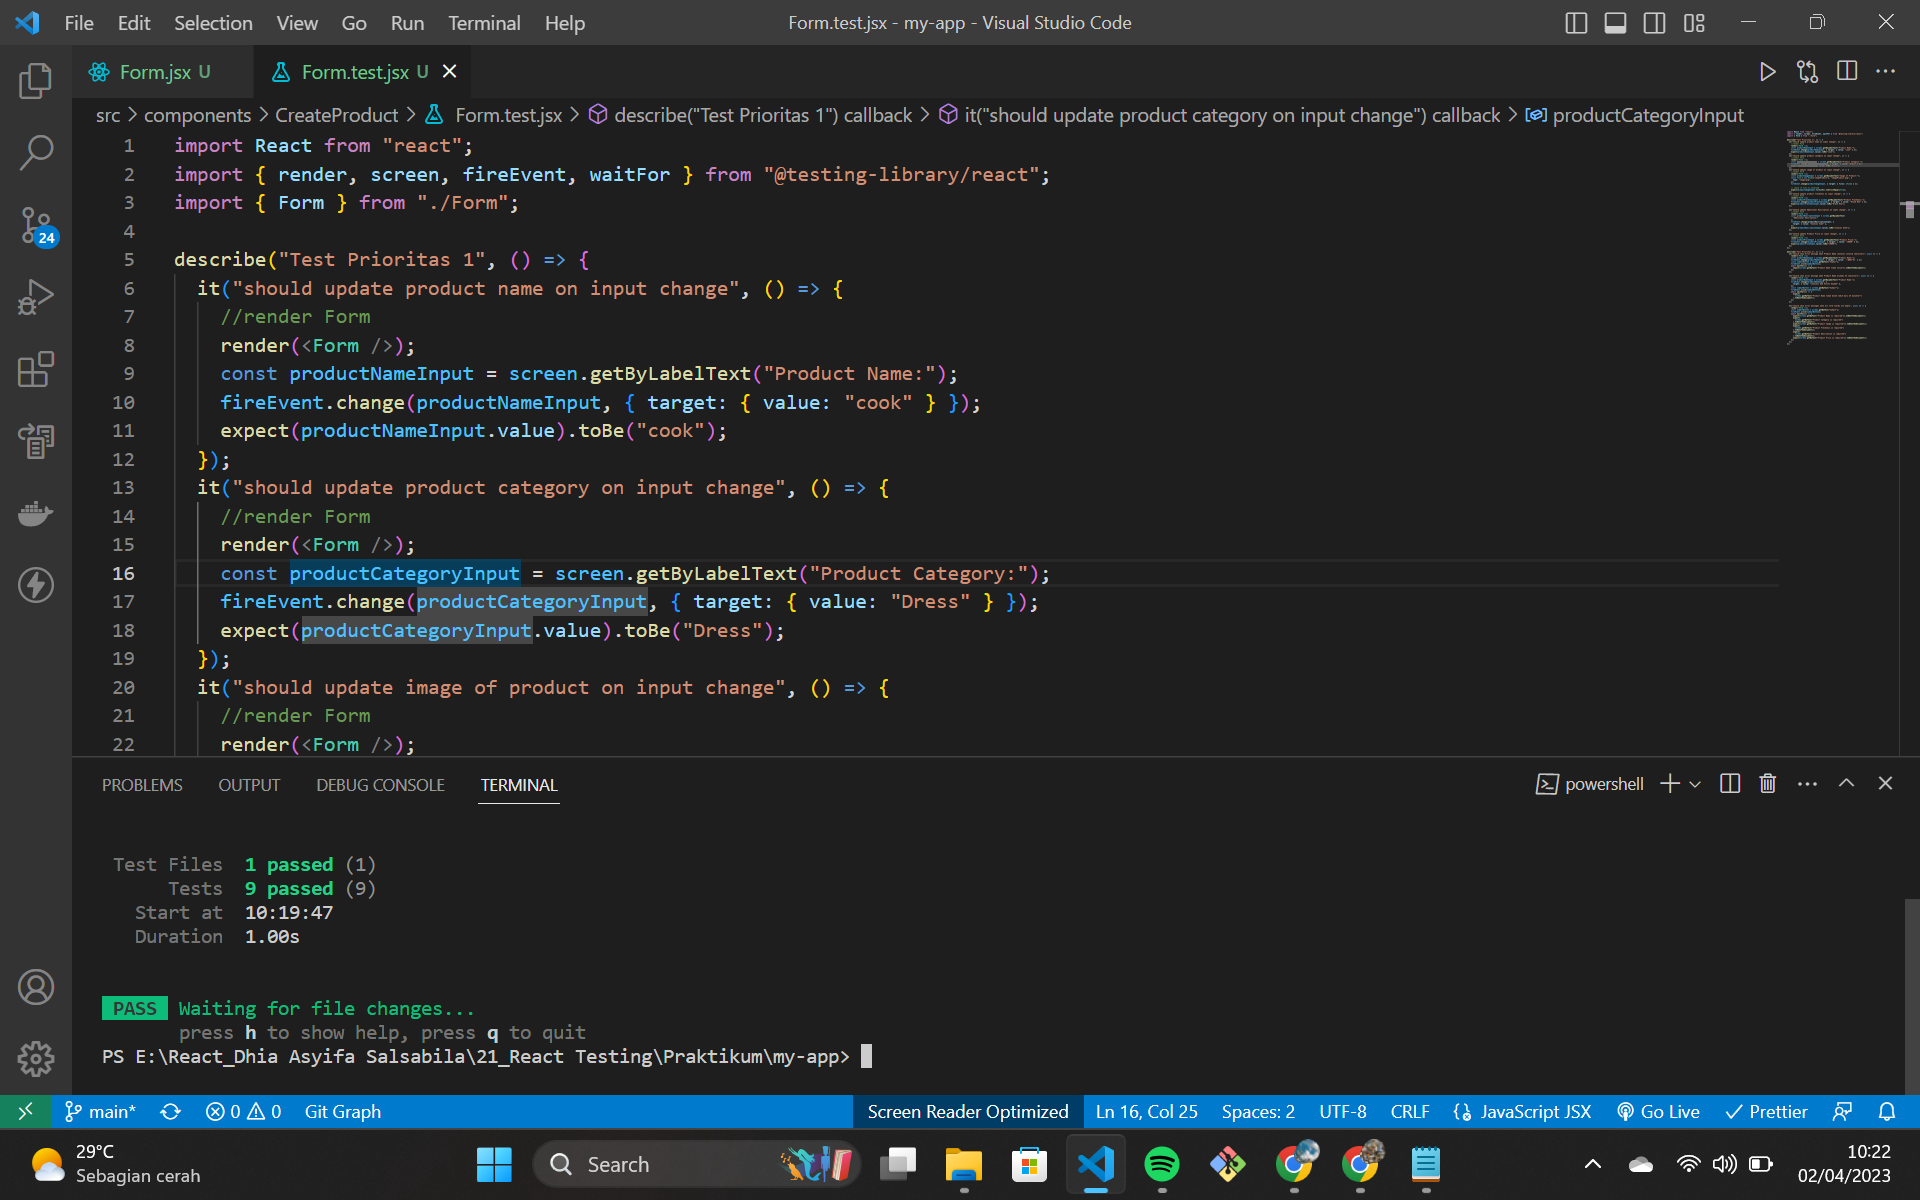 File Edit Selection View Go Run Terminal Help
Form.test.jsx - my-app - Visual Studio Code
Form.jsx U
Form.test.jsx U
src > components > CreateProduct > Form.test.jsx > describe("Test Prioritas 1") callback > it("should update product category on input change") callback > productCategoryInput
1 import React from "react";
2 import { render, screen, fireEvent, waitFor } from "@testing-library/react";
3 import { Form } from "./Form";
4
5 describe("Test Prioritas 1", () => {
6 it("should update product name on input change", () => {
7 //render Form
8 render(<Form />);
9 const productNameInput = screen.getByLabelText("Product Name:");
10 fireEvent.change(productNameInput, { target: { value: "cook" } });
11 expect(productNameInput.value).toBe("cook");
12 });
13 it("should update product category on input change", () => {
14 //render Form
15 render(<Form />);
16 const productCategoryInput = screen.getByLabelText("Product Category:");
17 fireEvent.change(productCategoryInput, { target: { value: "Dress" } });
18 expect(productCategoryInput.value).toBe("Dress");
19 });
20 it("should update image of product on input change", () => {
21 //render Form
22 render(<Form />);
24
PROBLEMS OUTPUT DEBUG CONSOLE TERMINAL
powershell
Test Files 1 passed (1)
Tests 9 passed (9)
Start at 10:19:47
Duration 1.00s
PASS Waiting for file changes...
press h to show help, press q to quit
PS E:\React_Dhia Asyifa Salsabila\21_React Testing\Praktikum\my-app>
main* 0 0 Git Graph
Screen Reader Optimized Ln 16, Col 25 Spaces: 2 UTF-8 CRLF JavaScript JSX Go Live Prettier
29°C
Sebagian cerah
Search
10:22
02/04/2023